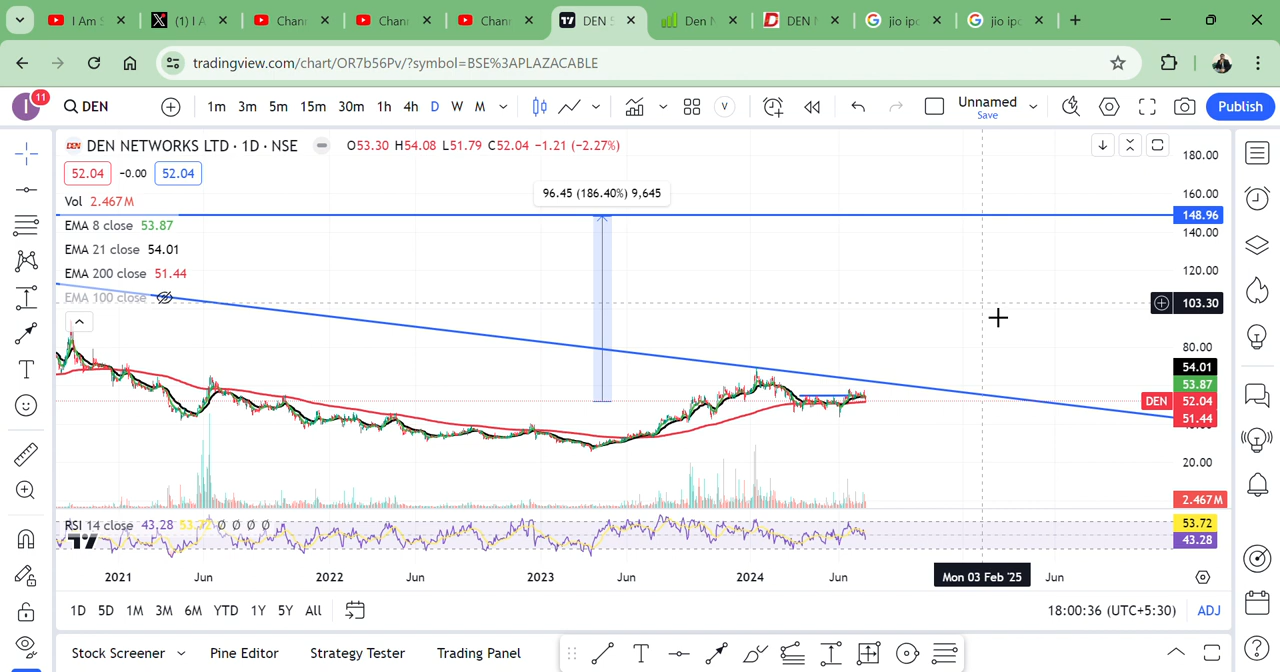 I Am S
(1) I A
Chann
Chann
Chann
DEN 5
Den N
DEN N
jio ipo
jio ipo
tradingview.com/chart/OR7b56Pv/?symbol=BSE%3APLAZACABLE
I
11
DEN
1m 3m 5m 15m 30m 1h 4h D W M
V
Unnamed
Save
Publish
DEN NETWORKS LTD · 1D · NSE
O53.30 H54.08 L51.79 C52.04 −1.21 (−2.27%)
52.04 -0.00 52.04
Vol 2.467M
EMA 8 close 53.87
EMA 21 close 54.01
EMA 200 close 51.44
EMA 100 close
96.45 (186.40%) 9,645
180.00
160.00
148.96
140.00
120.00
103.30
80.00
54.01
53.87
DEN 52.04
51.44
20.00
2.467M
RSI 14 close 43.28 Ø Ø Ø Ø
53.72
43.28
2021 Jun 2022 Jun 2023 Jun 2024 Jun Mon 03 Feb '25 Jun
1D 5D 1M 3M 6M YTD 1Y 5Y All
18:00:36 (UTC+5:30) ADJ
Stock Screener Pine Editor Strategy Tester Trading Panel